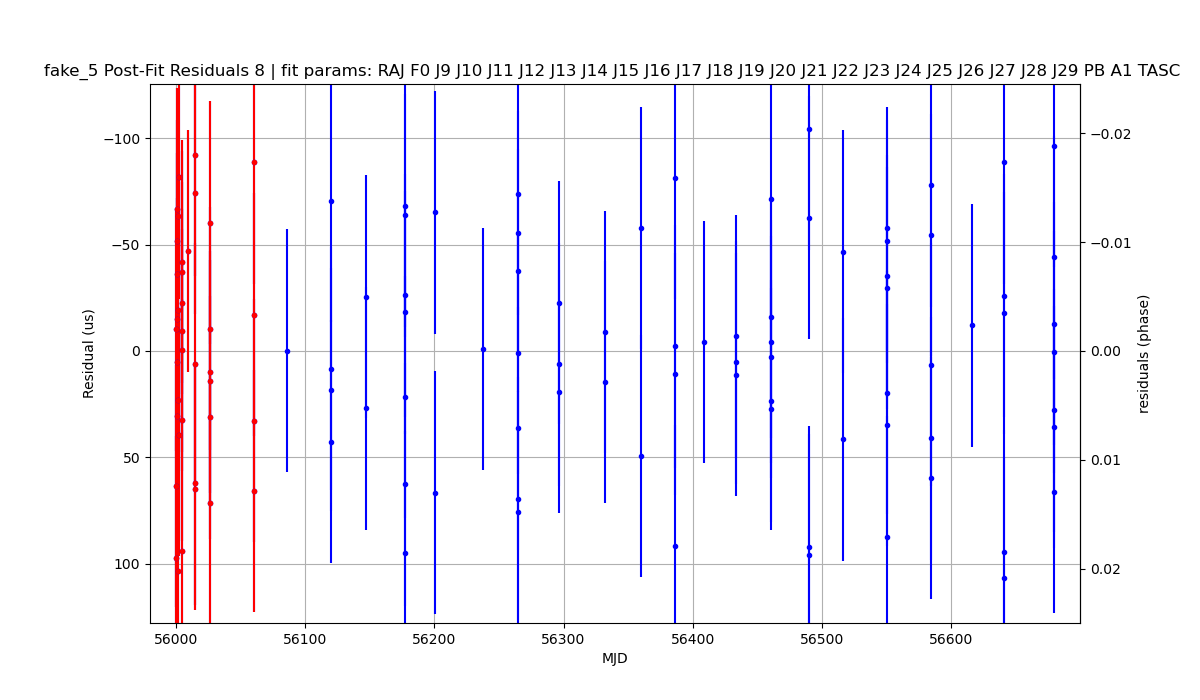 fake_5 Post-Fit Residuals 8 | fit params: RAJ F0 J9 J10 J11 J12 J13 J14 J15 J16 J17 J18 J19 J20 J21 J22 J23 J24 J25 J26 J27 J28 J29 PB A1 TASC
−100
−50
0
50
100
Residual (us)
−0.02
−0.01
0.00
0.01
0.02
residuals (phase)
56000 56100 56200 56300 56400 56500 56600
MJD